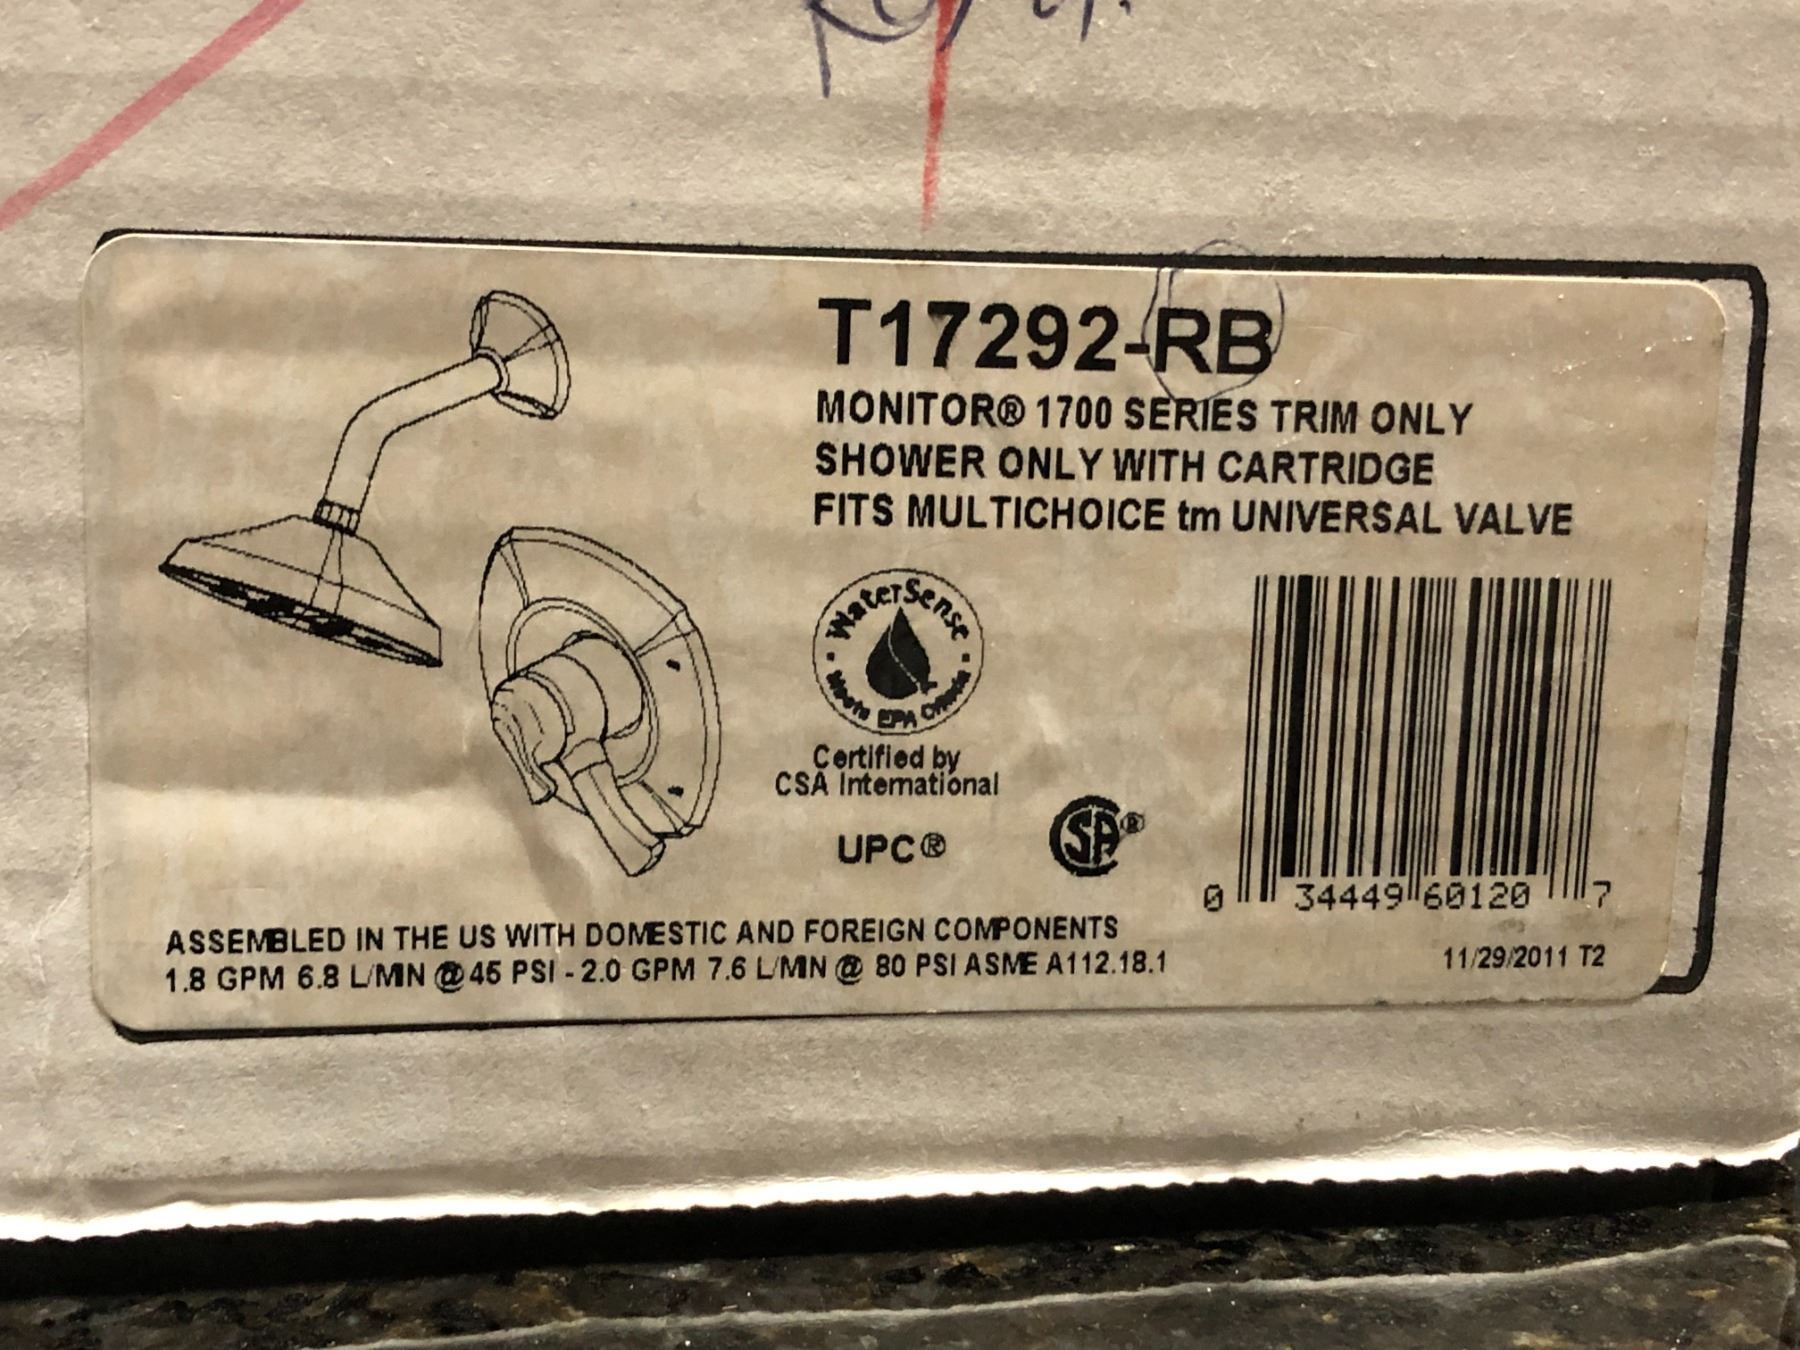 T17292-RB
MONITOR® 1700 SERIES TRIM ONLY
SHOWER ONLY WITH CARTRIDGE
FITS MULTICHOICE tm UNIVERSAL VALVE
WaterSense
Meets EPA Criteria
Certified by
CSA International
UPC®
SA®
0 34449 60120 7
ASSEMBLED IN THE US WITH DOMESTIC AND FOREIGN COMPONENTS
1.8 GPM 6.8 L/MIN @ 45 PSI - 2.0 GPM 7.6 L/MIN @ 80 PSI ASME A112.18.1
11/29/2011 T2